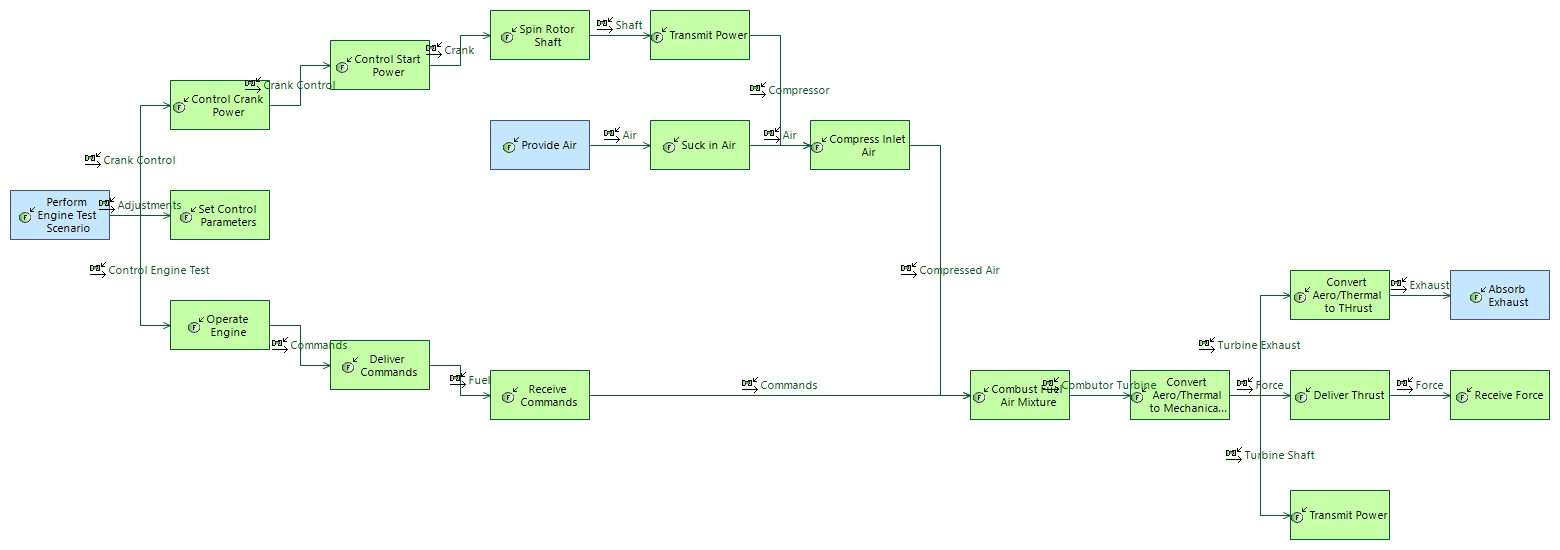 Spin Rotor
Shaft
Shaft
Transmit Power
Crank
Control Start
Power
Crank Control
Control Crank
Power
Compressor
Provide Air
Air
Suck in Air
Air
Compress Inlet
Air
Crank Control
Perform
Engine Test
Scenario
Adjustments
Set Control
Parameters
Control Engine Test
Compressed Air
Operate
Engine
Commands
Deliver
Commands
Fuel
Receive
Commands
Commands
Combust Fuel
Air Mixture
Combutor Turbine
Convert
Aero/Thermal
to Mechanica...
Turbine Exhaust
Convert
Aero/Thermal
to THrust
Exhaust
Absorb
Exhaust
Force
Deliver Thrust
Force
Receive Force
Turbine Shaft
Transmit Power